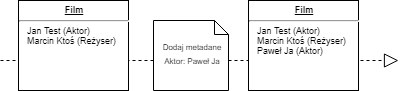 Film
Jan Test (Aktor)
Marcin Ktoś (Reżyser)
Dodaj metadane
Aktor: Paweł Ja
Film
Jan Test (Aktor)
Marcin Ktoś (Reżyser)
Paweł Ja (Aktor)